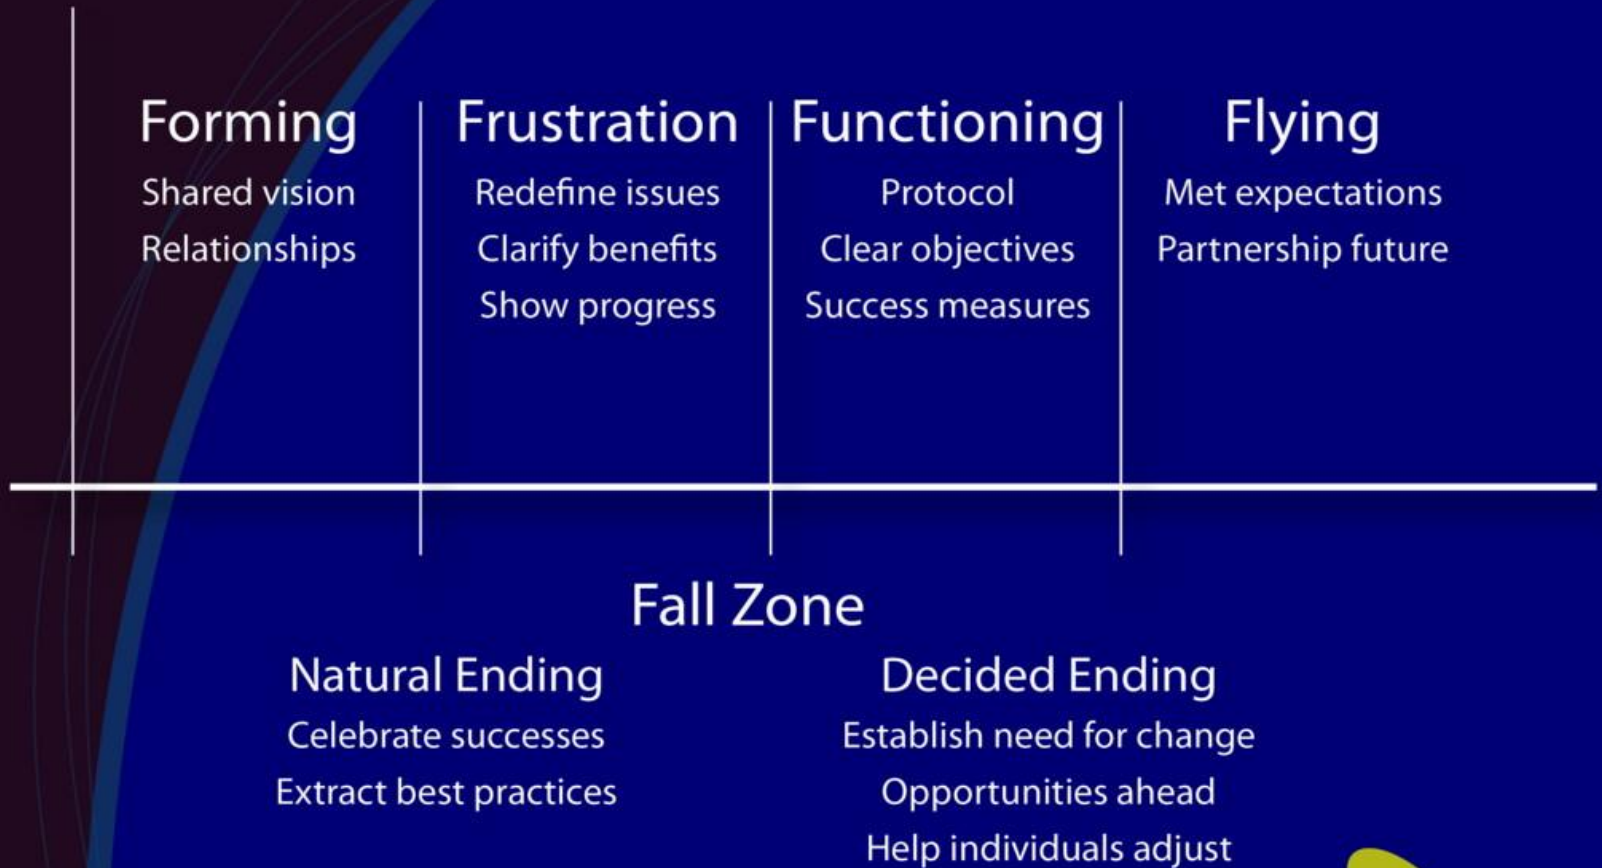 Forming
Shared vision
Relationships
Frustration
Redefine issues
Clarify benefits
Show progress
Functioning
Protocol
Clear objectives
Success measures
Flying
Met expectations
Partnership future
Fall Zone
Natural Ending
Celebrate successes
Extract best practices
Decided Ending
Establish need for change
Opportunities ahead
Help individuals adjust